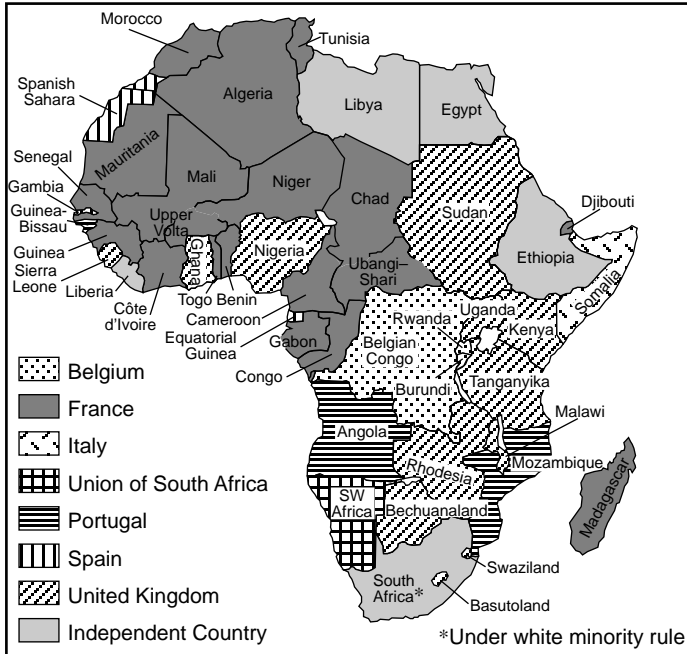 Morocco
Tunisia
Spanish
Sahara
Algeria
Libya
Egypt
Mauritania
Mali
Niger
Chad
Sudan
Senegal
Gambia
Guinea-
Bissau
Upper
Volta
Djibouti
Guinea
Sierra
Leone
Liberia
Côte
d'Ivoire
Ghana
Togo
Benin
Nigeria
Ubangi–
Shari
Ethiopia
Somalia
Cameroon
Equatorial
Guinea
Gabon
Congo
Rwanda
Uganda
Kenya
Belgian
Congo
Burundi
Tanganyika
Malawi
Angola
Mozambique
Rhodesia
SW
Africa
Bechuanaland
Madagascar
Swaziland
South
Africa*
Basutoland
Belgium
France
Italy
Union of South Africa
Portugal
Spain
United Kingdom
Independent Country
*Under white minority rule